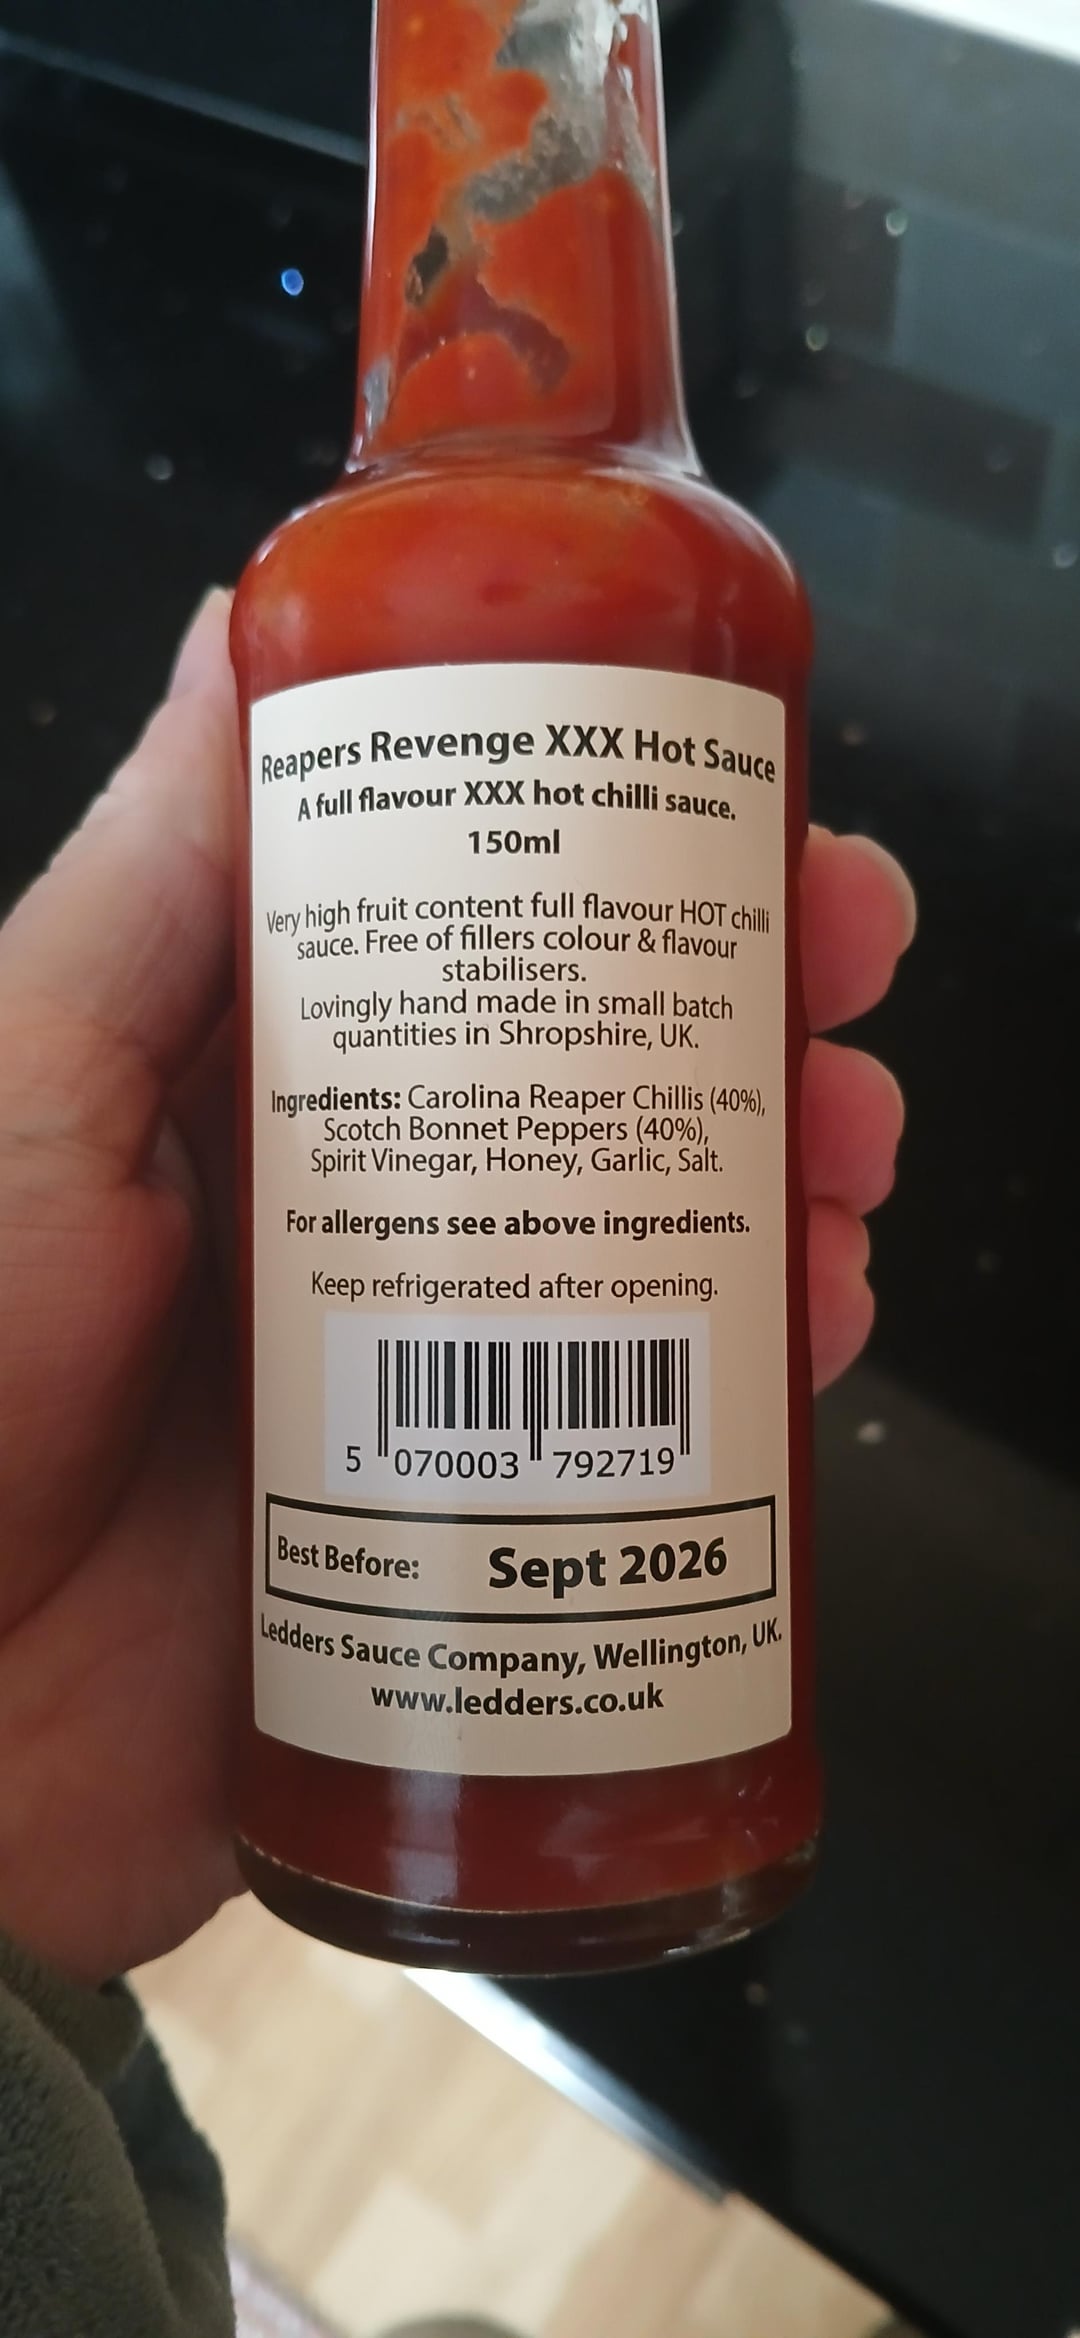 Reapers Revenge XXX Hot Sauce
A full flavour XXX hot chilli sauce.
150ml
Very high fruit content full flavour HOT chilli
sauce. Free of fillers colour & flavour
stabilisers.
Lovingly hand made in small batch
quantities in Shropshire, UK.
Ingredients: Carolina Reaper Chillis (40%),
Scotch Bonnet Peppers (40%),
Spirit Vinegar, Honey, Garlic, Salt.
For allergens see above ingredients.
Keep refrigerated after opening.
5 070003 792719
Best Before: Sept 2026
Ledders Sauce Company, Wellington, UK.
www.ledders.co.uk